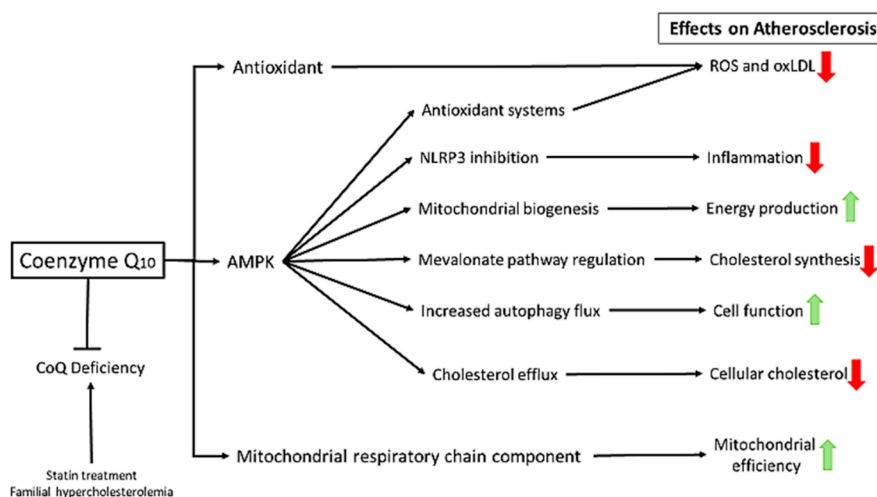 Effects on Atherosclerosis
Antioxidant
ROS and oxLDL
Antioxidant systems
NLRP3 inhibition
Inflammation
Mitochondrial biogenesis
Energy production
Coenzyme Q10
AMPK
Mevalonate pathway regulation
Cholesterol synthesis
Increased autophagy flux
Cell function
CoQ Deficiency
Cholesterol efflux
Cellular cholesterol
Mitochondrial respiratory chain component
Mitochondrial
efficiency
Statin treatment
Familial hypercholesterolemia